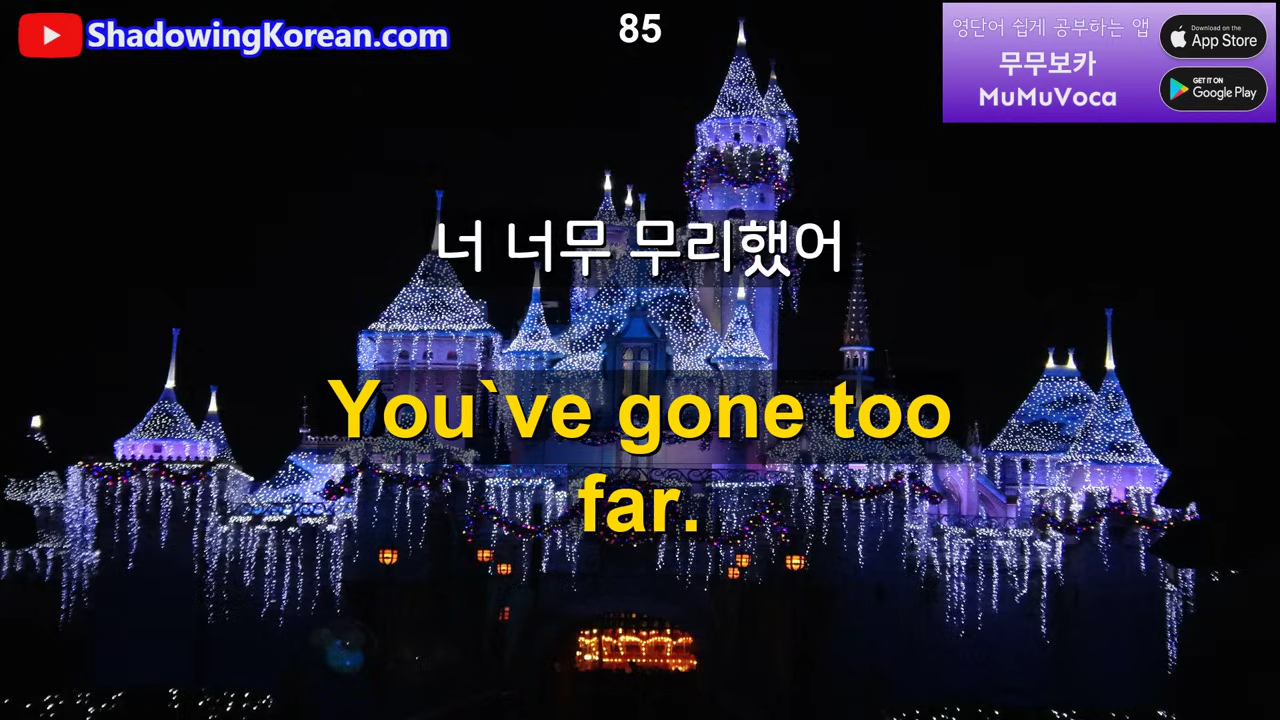 ShadowingKorean.com
85
영단어 쉽게 공부하는 앱
무무보카
MuMuVoca
Download on the
App Store
GET IT ON
Google Play
너 너무 무리했어
You`ve gone too
far.